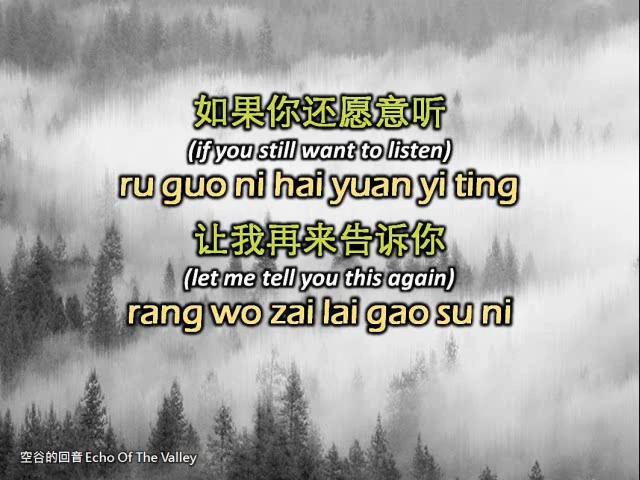 如果你还愿意听
(if you still want to listen)
ru guo ni hai yuan yi ting
让我再来告诉你
(let me tell you this again)
rang wo zai lai gao su ni
空谷的回音 Echo Of The Valley